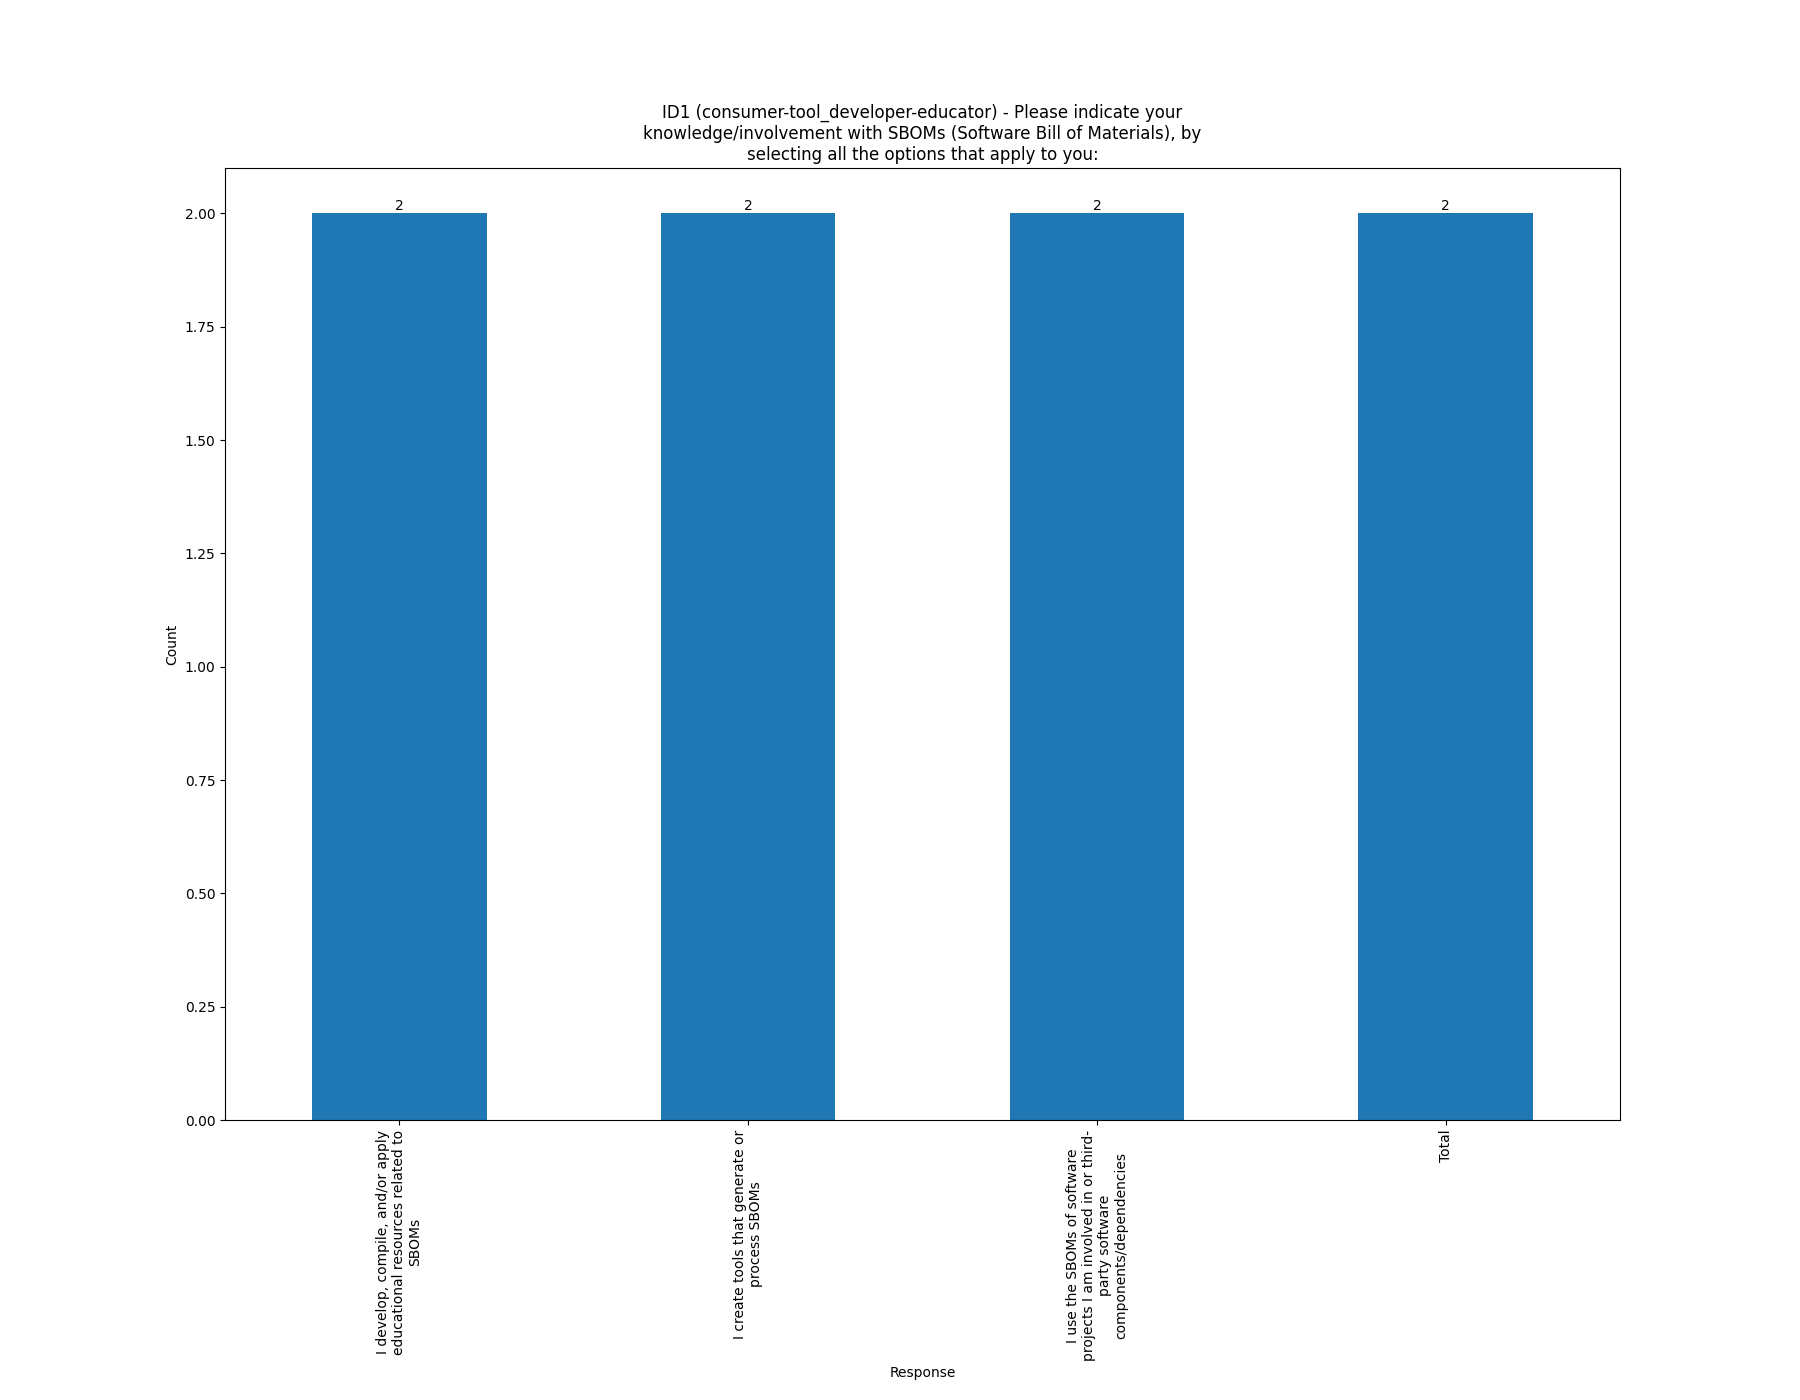 ID1 (consumer-tool_developer-educator) - Please indicate your
knowledge/involvement with SBOMs (Software Bill of Materials), by
selecting all the options that apply to you:
2
2
2
2
2.00
1.75
1.50
1.25
1.00
0.75
0.50
0.25
0.00
Count
I develop, compile, and/or apply
educational resources related to
SBOMs
I create tools that generate or
process SBOMs
I use the SBOMs of software
projects I am involved in or third-
party software
components/dependencies
Total
Response